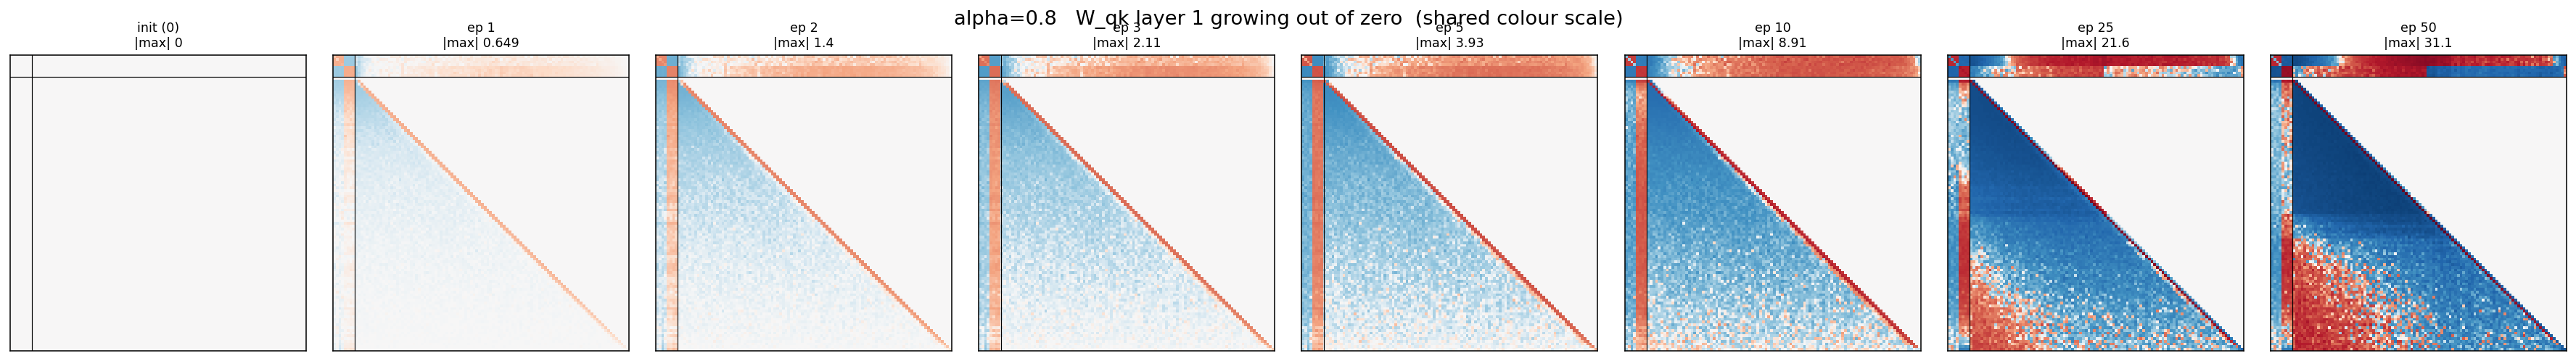 alpha=0.8   W_qk layer 1 growing out of zero  (shared colour scale)
init (0)
|max| 0
ep 1
|max| 0.649
ep 2
|max| 1.4
ep 3
|max| 2.11
ep 5
|max| 3.93
ep 10
|max| 8.91
ep 25
|max| 21.6
ep 50
|max| 31.1